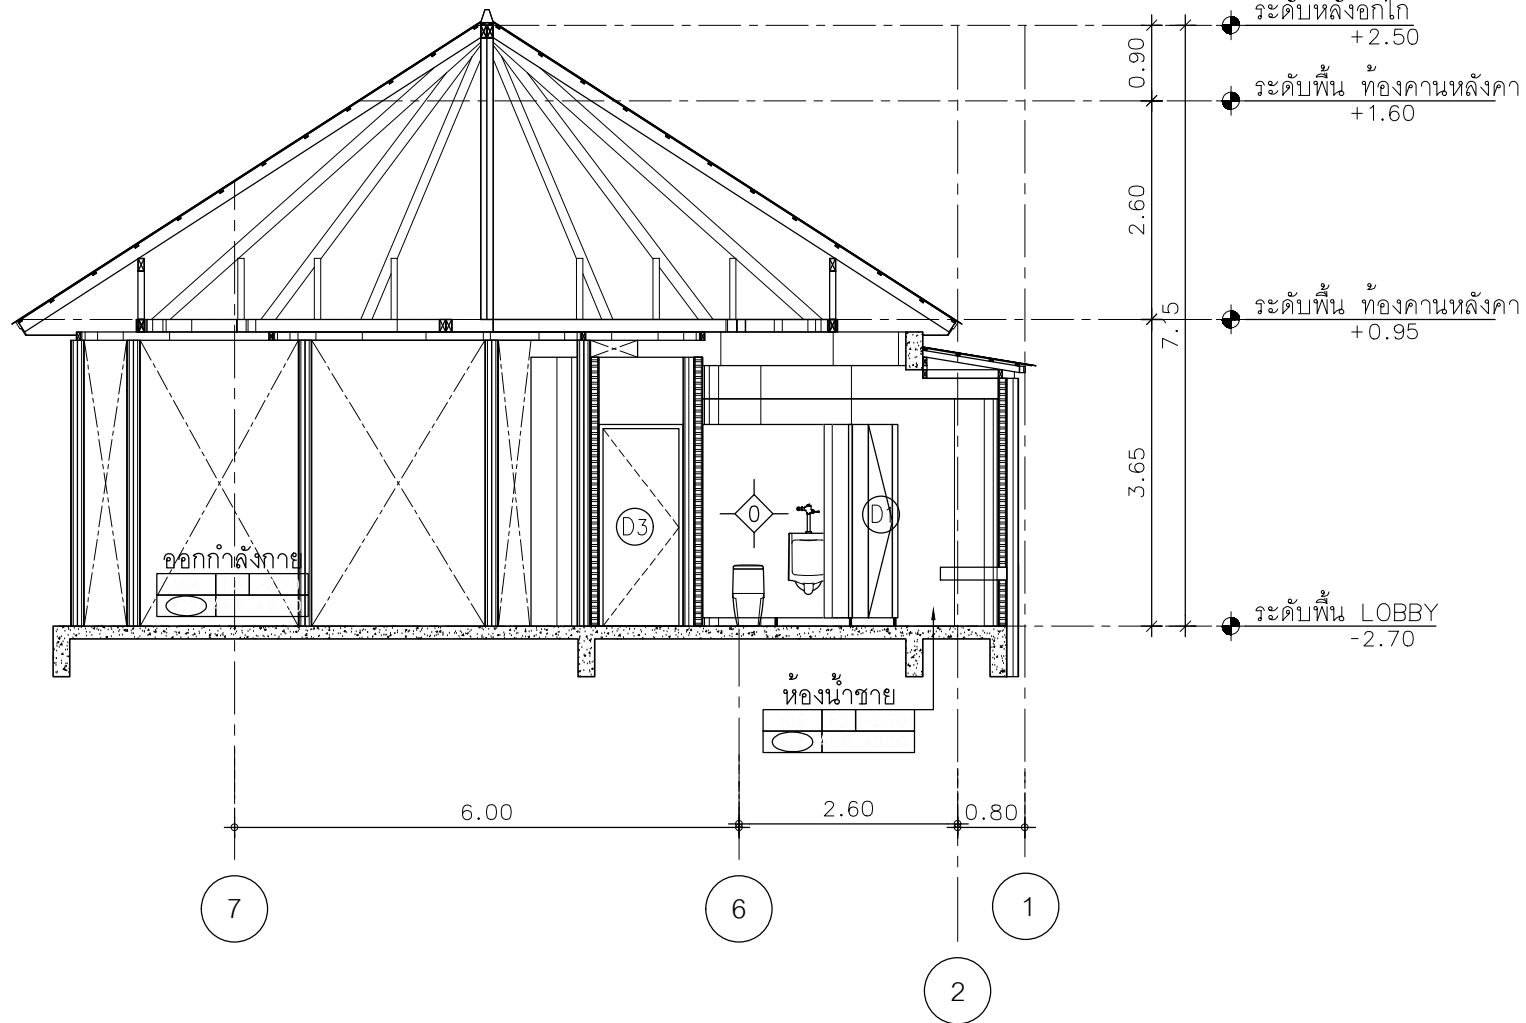 ระดับหลังอกไก่
+2.50
0.90
ระดับพื้น ท้องคานหลังคา
+1.60
2.60
ระดับพื้น ท้องคานหลังคา
+0.95
7.15
3.65
D3
0
D1
ออกกำลังกาย
ระดับพื้น LOBBY
-2.70
ห้องน้ำชาย
6.00
2.60
0.80
7
6
1
2